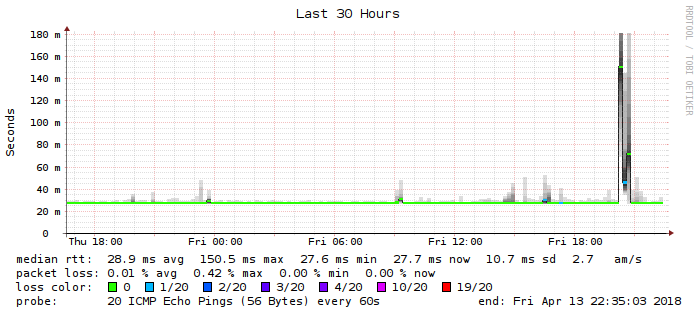 Last 30 Hours
RRDTOOL / TOBI OETIKER
Seconds
180 m
160 m
140 m
120 m
100 m
80 m
60 m
40 m
20 m
0
Thu 18:00 Fri 00:00 Fri 06:00 Fri 12:00 Fri 18:00
median rtt: 28.9 ms avg 150.5 ms max 27.6 ms min 27.7 ms now 10.7 ms sd 2.7 am/s
packet loss: 0.01 % avg 0.42 % max 0.00 % min 0.00 % now
loss color: 0 1/20 2/20 3/20 4/20 10/20 19/20
probe: 20 ICMP Echo Pings (56 Bytes) every 60s end: Fri Apr 13 22:35:03 2018